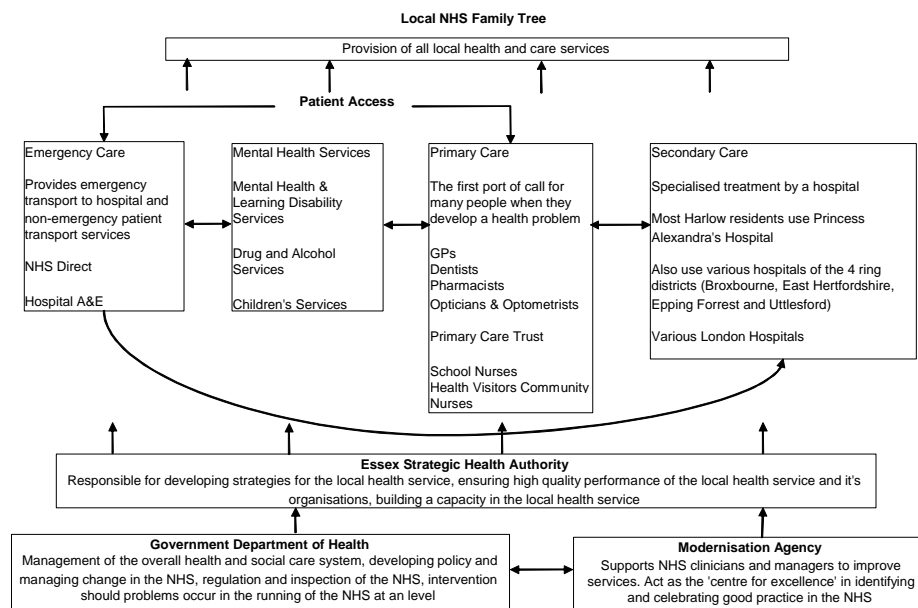 Local NHS Family Tree
Provision of all local health and care services
Patient Access
Emergency Care
Provides emergency
transport to hospital and
non-emergency patient
transport services
NHS Direct
Hospital A&E
Mental Health Services
Mental Health &
Learning Disability
Services
Drug and Alcohol
Services
Children's Services
Primary Care
The first port of call for
many people when they
develop a health problem
GPs
Dentists
Pharmacists
Opticians & Optometrists
Primary Care Trust
School Nurses
Health Visitors Community
Nurses
Secondary Care
Specialised treatment by a hospital
Most Harlow residents use Princess
Alexandra's Hospital
Also use various hospitals of the 4 ring
districts (Broxbourne, East Hertfordshire,
Epping Forrest and Uttlesford)
Various London Hospitals
Essex Strategic Health Authority
Responsible for developing strategies for the local health service, ensuring high quality performance of the local health service and it's
organisations, building a capacity in the local health service
Government Department of Health
Management of the overall health and social care system, developing policy and
managing change in the NHS, regulation and inspection of the NHS, intervention
should problems occur in the running of the NHS at an level
Modernisation Agency
Supports NHS clinicians and managers to improve
services. Act as the 'centre for excellence' in identifying
and celebrating good practice in the NHS